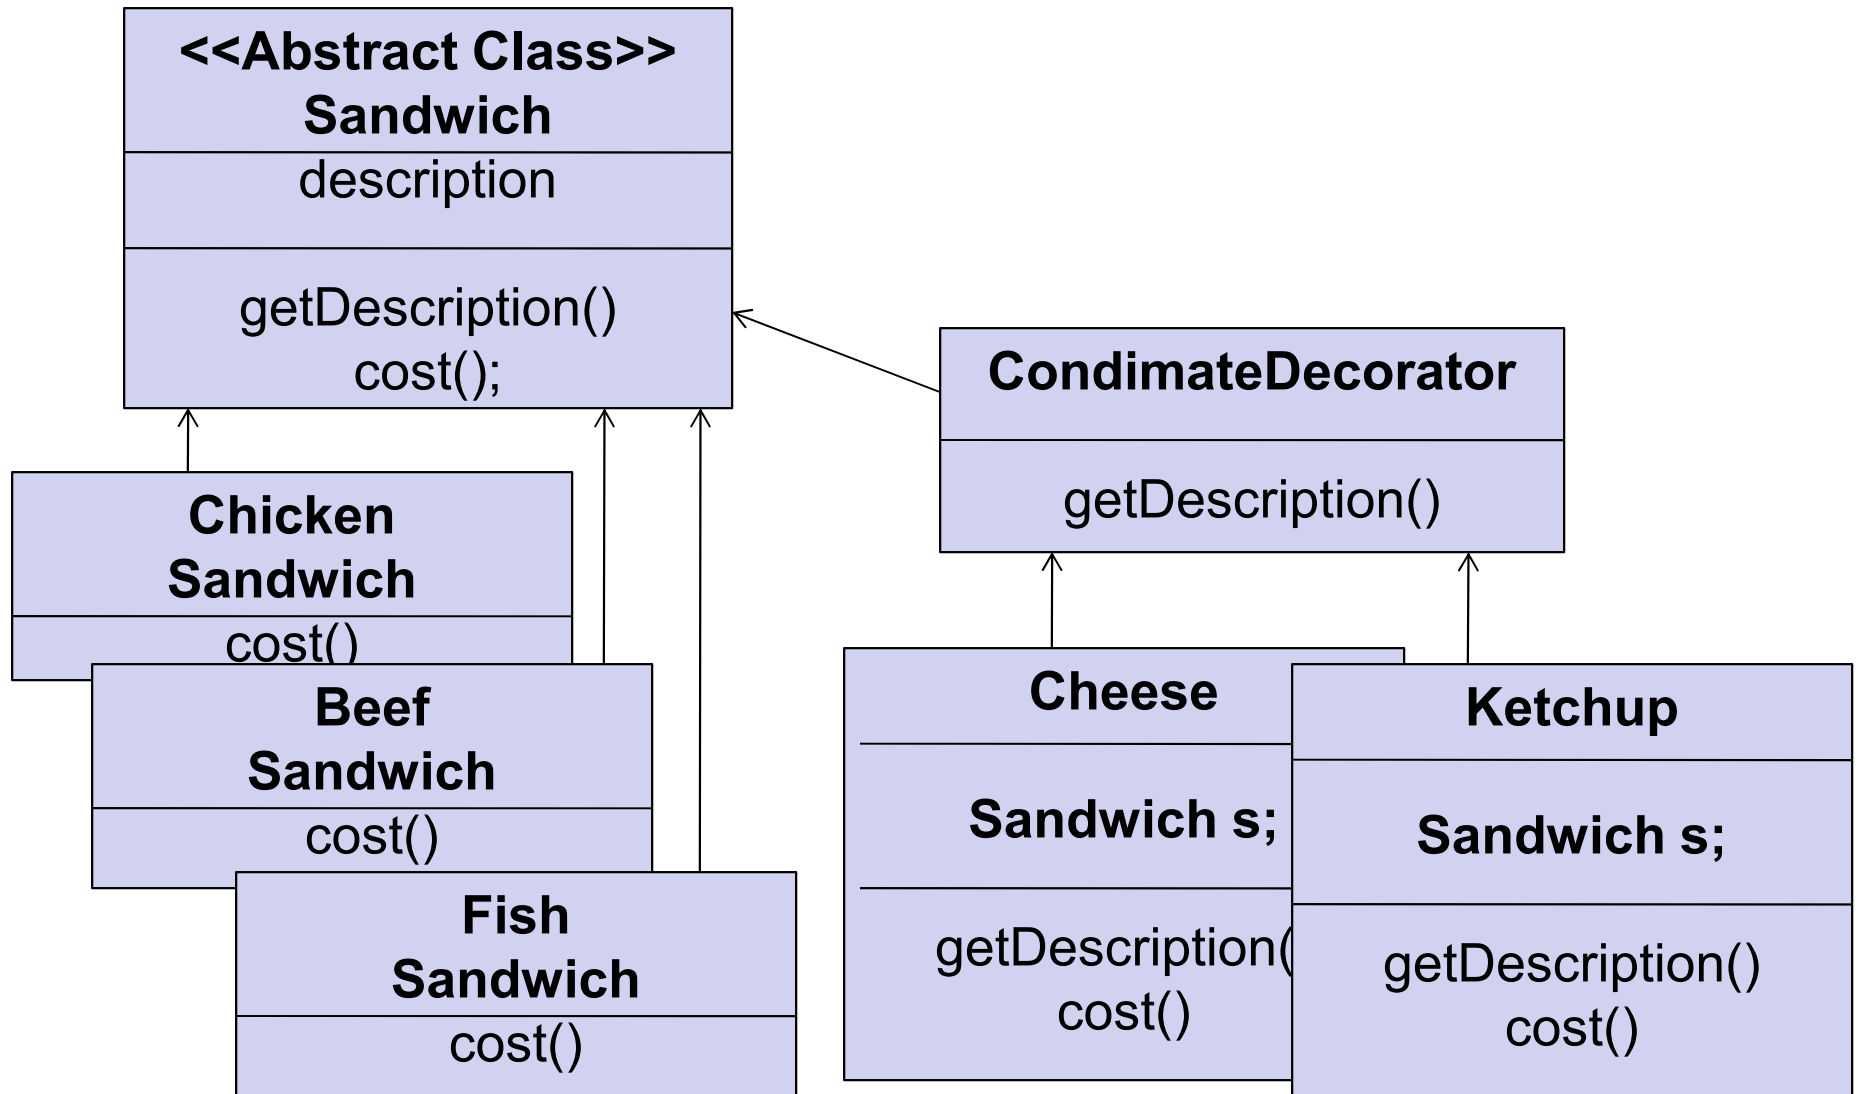 <<Abstract Class>>
Sandwich
description
getDescription()
cost();
CondimateDecorator
getDescription()
Chicken
Sandwich
cost()
Beef
Sandwich
cost()
Fish
Sandwich
cost()
Cheese
Sandwich s;
getDescription(
cost()
Ketchup
Sandwich s;
getDescription()
cost()